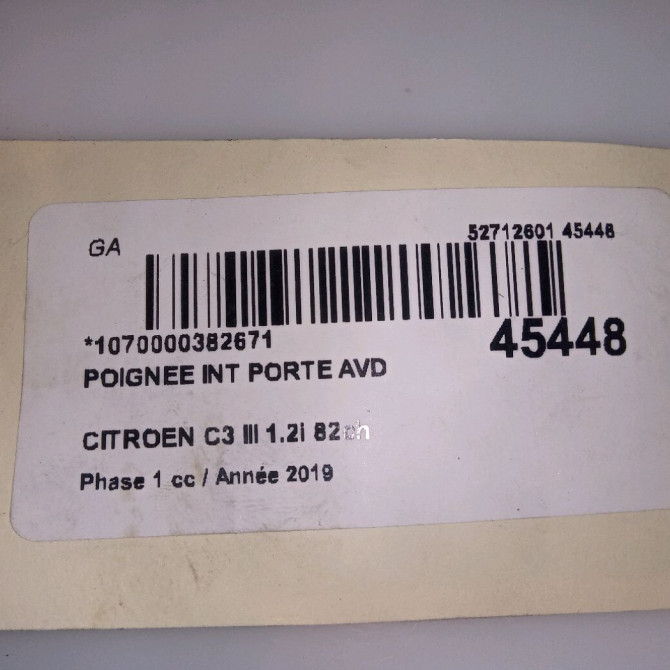 GA
52712601 45448
*1070000382671
45448
POIGNEE INT PORTE AVD
CITROEN C3 III 1.2i 82ch
Phase 1 cc / Année 2019